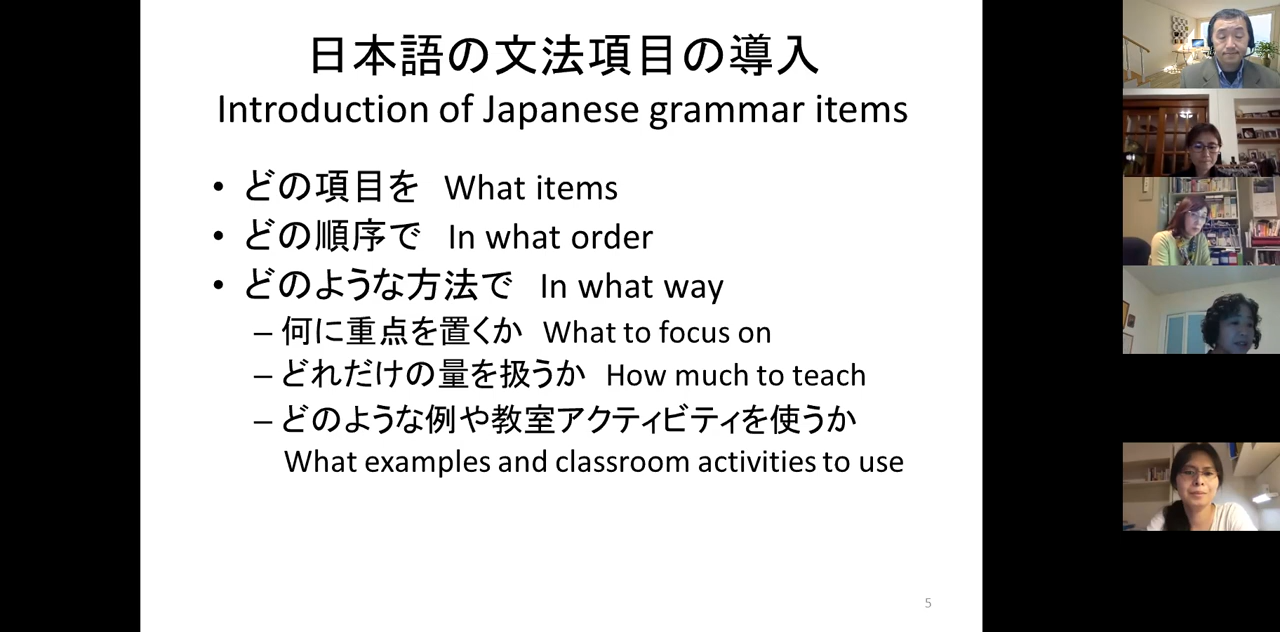 日本語の文法項目の導入
Introduction of Japanese grammar items
• どの項目を What items
• どの順序で In what order
• どのような方法で In what way
– 何に重点を置くか What to focus on
– どれだけの量を扱うか How much to teach
– どのような例や教室アクティビティを使うか
What examples and classroom activities to use
5